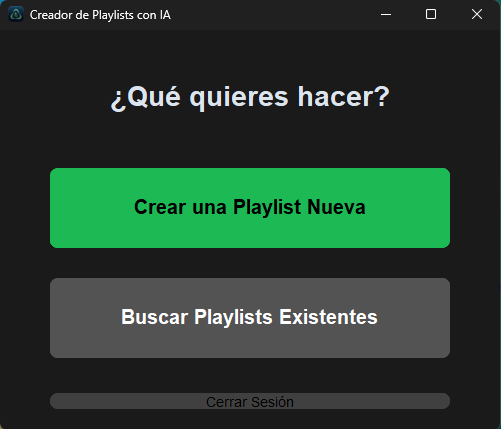 Creador de Playlists con IA
¿Qué quieres hacer?
Crear una Playlist Nueva
Buscar Playlists Existentes
Cerrar Sesión